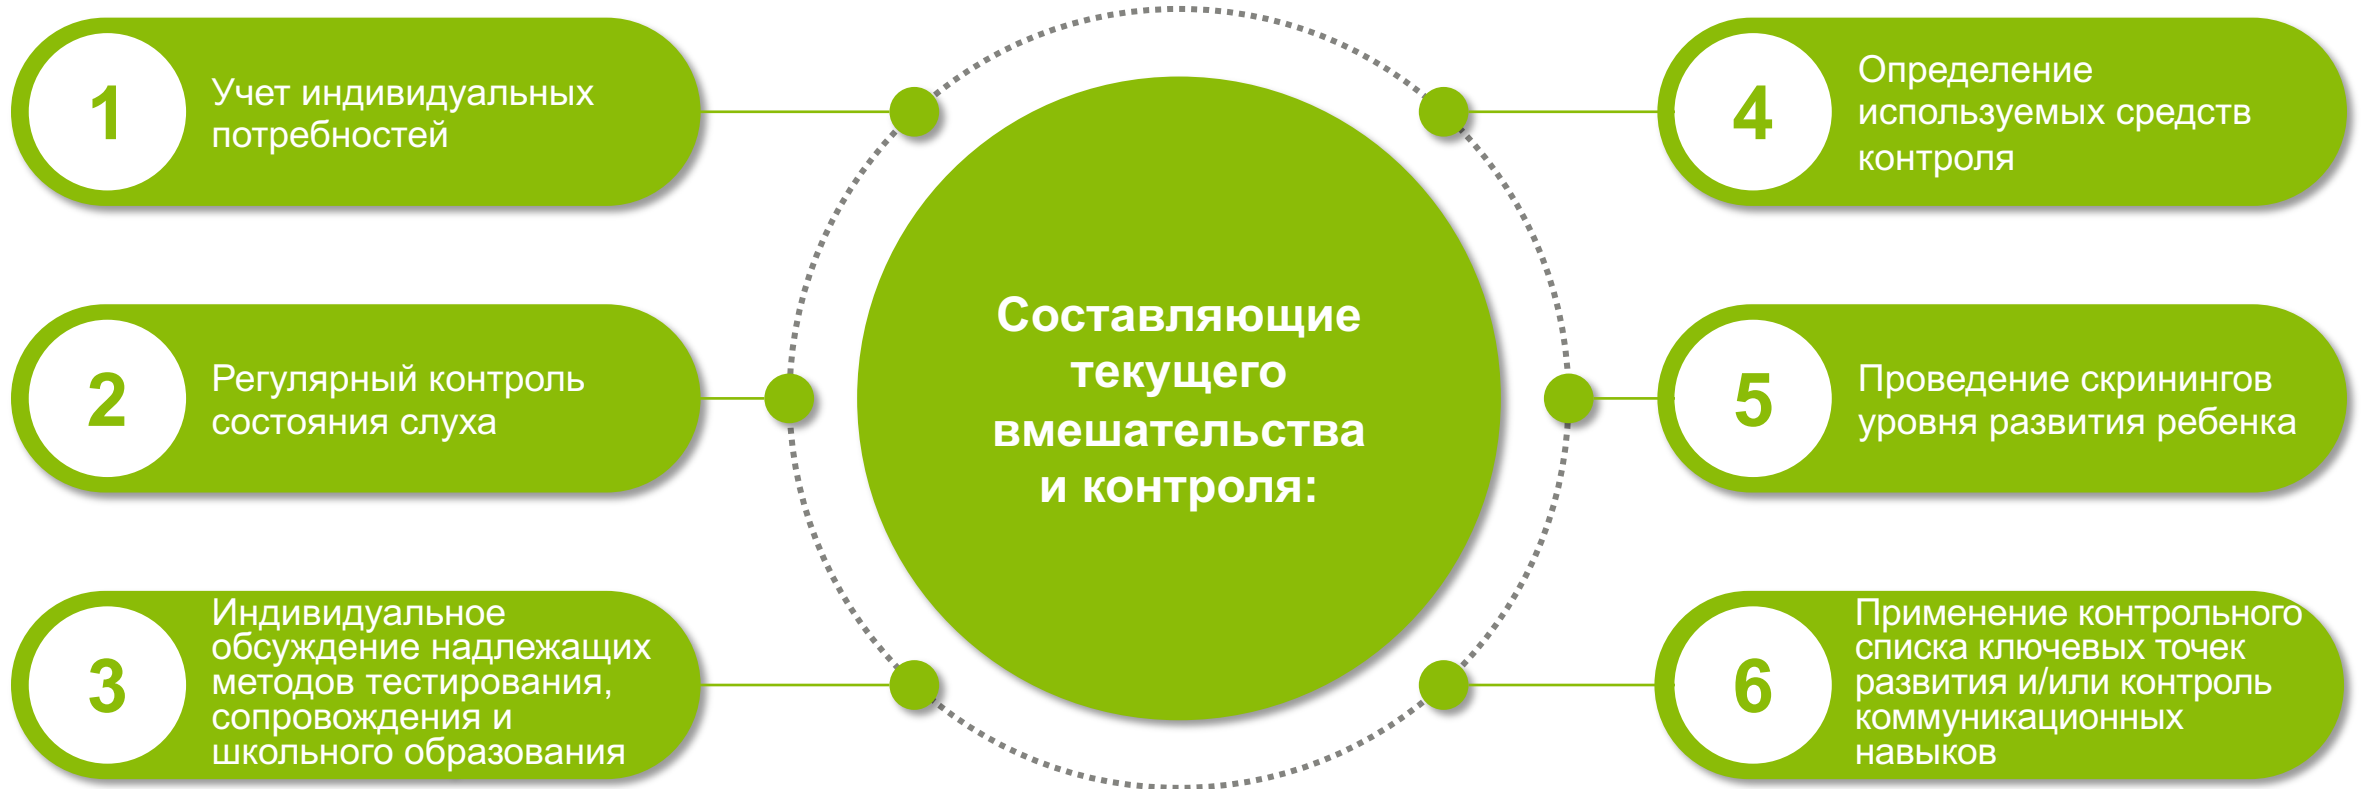 1
Учет индивидуальных
потребностей
2
Регулярный контроль
состояния слуха
3
Индивидуальное
обсуждение надлежащих
методов тестирования,
сопровождения и
школьного образования
Составляющие
текущего
вмешательства
и контроля:
4
Определение
используемых средств
контроля
5
Проведение скринингов
уровня развития ребенка
6
Применение контрольного
списка ключевых точек
развития и/или контроль
коммуникационных
навыков